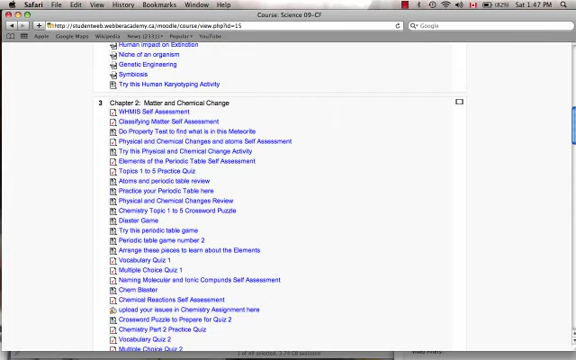 Safari File Edit View History Bookmarks Window Help (82%) Sat 1:47 PM
Course: Science 09-CF
http://studentweb.webberacademy.ca/moodle/course/view.php?id=15
Google
Apple Google Maps Wikipedia News (2331) Popular YouTube
Human Impact on Extinction
Niche of an organism
Genetic Engineering
Symbiosis
Try this Human Karyotyping Activity
3 Chapter 2: Matter and Chemical Change
WHMIS Self Assessment
Classifying Matter Self Assessment
Do Property Test to find what is in this Meteorite
Physical and Chemical Changes and atoms Self Assessment
Try this Physical and Chemical Change Activity
Elements of the Periodic Table Self Assessment
Topics 1 to 5 Practice Quiz
Atoms and periodic table review
Practice your Periodic Table here
Physical and Chemical Changes Review
Chemistry Topic 1 to 5 Crossword Puzzle
Diaster Game
Try this periodic table game
Periodic table game number 2
Arrange these pieces to learn about the Elements
Vocabulary Quiz 1
Multiple Choice Quiz 1
Naming Molecular and Ionic Compunds Self Assessment
Chem Blaster
Chemical Reactions Self Assessment
upload your issues in Chemistry Assignment here
Crossword Puzzle to Prepare for Quiz 2
Chemistry Part 2 Practice Quiz
Vocabulary Quiz 2
Multiple Choice Quiz 2